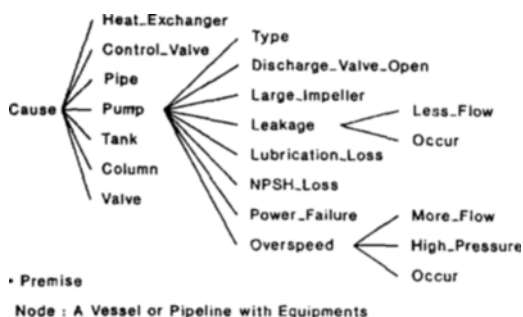 Heat_Exchanger
Control_Valve
Pipe
Cause
Pump
Tank
Column
Valve
Type
Discharge_Valve_Open
Large_Impeller
Leakage
Lubrication_Loss
NPSH_Loss
Power_Failure
Overspeed
Less_Flow
Occur
More_Flow
High_Pressure
Occur
• Premise
Node : A Vessel or Pipeline with Equipments